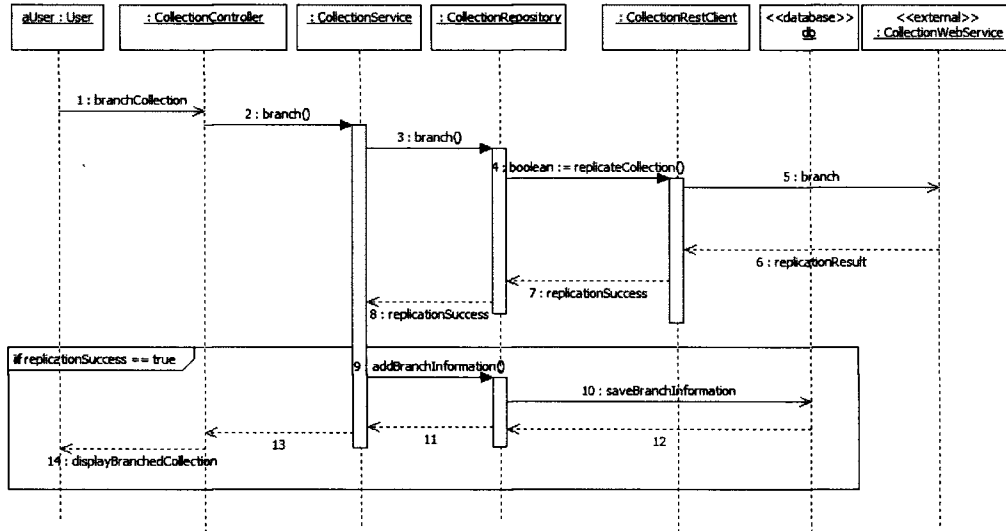 aUser : User
: CollectionController
: CollectionService
: CollectionRepository
: CollectionRestClient
<<database>>
db
<<external>>
: CollectionWebService
1 : branchCollection
2 : branch()
3 : branch()
4 : boolean := replicateCollection()
5 : branch
6 : replicationResult
7 : replicationSuccess
8 : replicationSuccess
if replicationSuccess == true
9 : addBranchInformation()
10 : saveBranchInformation
13
11
12
14 : displayBranchedCollection